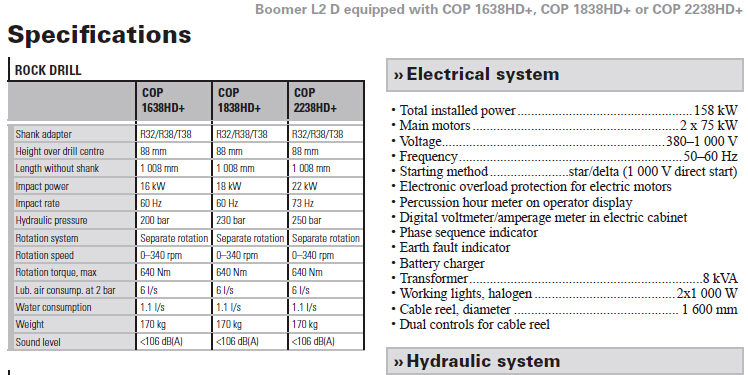 Boomer L2 D equipped with COP 1638HD+, COP 1838HD+ or COP 2238HD+
Specifications
ROCK DRILL
COP 1638HD+ COP 1838HD+ COP 2238HD+
Shank adapter R32/R38/T38 R32/R38/T38 R32/R38/T38
Height over drill centre 88 mm 88 mm 88 mm
Length without shank 1 008 mm 1 008 mm 1 008 mm
Impact power 16 kW 18 kW 22 kW
Impact rate 60 Hz 60 Hz 73 Hz
Hydraulic pressure 200 bar 230 bar 250 bar
Rotation system Separate rotation Separate rotation Separate rotation
Rotation speed 0–340 rpm 0–340 rpm 0–340 rpm
Rotation torque, max 640 Nm 640 Nm 640 Nm
Lub. air consump. at 2 bar 6 l/s 6 l/s 6 l/s
Water consumption 1.1 l/s 1.1 l/s 1.1 l/s
Weight 170 kg 170 kg 170 kg
Sound level <106 dB(A) <106 dB(A) <106 dB(A)
» Electrical system
• Total installed power 158 kW
• Main motors 2 x 75 kW
• Voltage 380–1 000 V
• Frequency 50–60 Hz
• Starting method star/delta (1 000 V direct start)
• Electronic overload protection for electric motors
• Percussion hour meter on operator display
• Digital voltmeter/amperage meter in electric cabinet
• Phase sequence indicator
• Earth fault indicator
• Battery charger
• Transformer 8 kVA
• Working lights, halogen 2x1 000 W
• Cable reel, diameter 1 600 mm
• Dual controls for cable reel
» Hydraulic system